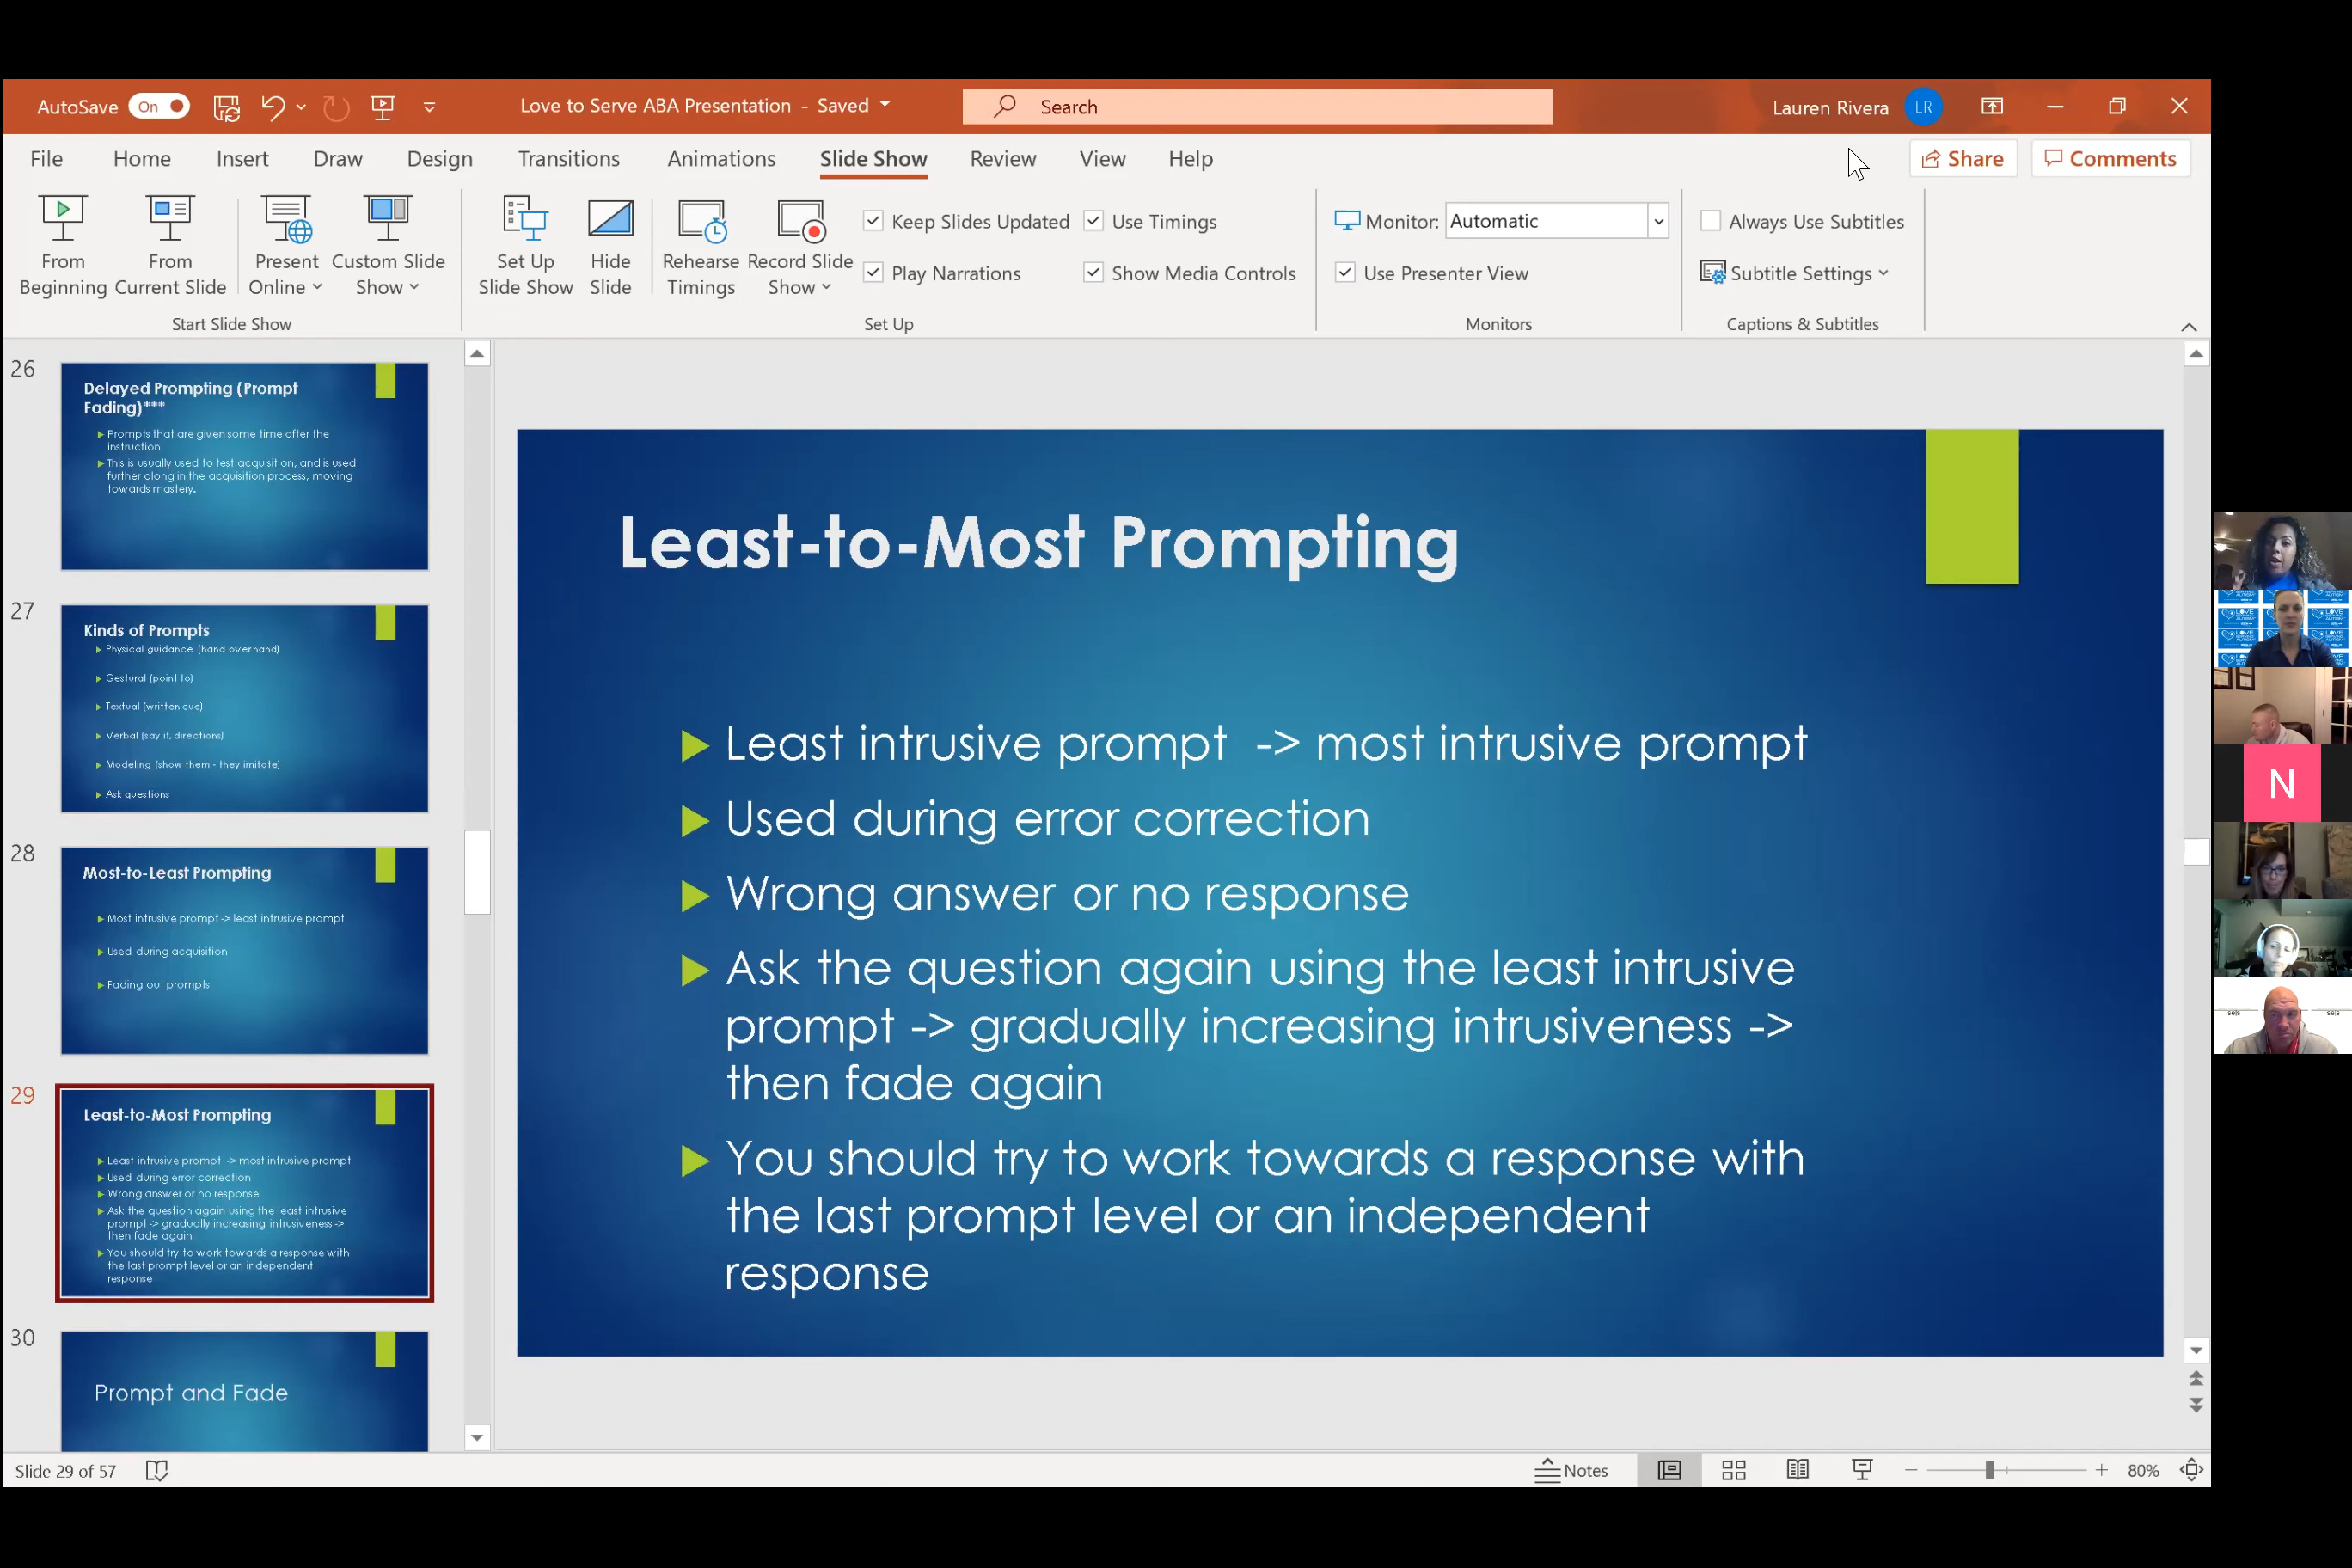 AutoSave On
Love to Serve ABA Presentation - Saved
Search
Lauren Rivera LR
File Home Insert Draw Design Transitions Animations Slide Show Review View Help
Share Comments
From Beginning
From Current Slide
Present Online
Custom Slide Show
Start Slide Show
Set Up Slide Show
Hide Slide
Rehearse Timings
Record Slide Show
Keep Slides Updated
Play Narrations
Use Timings
Show Media Controls
Set Up
Monitor: Automatic
Use Presenter View
Monitors
Always Use Subtitles
Subtitle Settings
Captions & Subtitles
26
Delayed Prompting (Prompt
Fading)***
Prompts that are given some time after the
instruction
This is usually used to test acquisition, and is used
further along in the acquisition process, moving
towards mastery.
27
Kinds of Prompts
Physical guidance (hand overhand)
Gestural (point to)
Textual (written cue)
Verbal (say it, directions)
Modeling (show them - they imitate)
Ask questions
28
Most-to-Least Prompting
Most intrusive prompt -> least intrusive prompt
Used during acquisition
Fading out prompts
29
Least-to-Most Prompting
Least intrusive prompt -> most intrusive prompt
Used during error correction
Wrong answer or no response
Ask the question again using the least intrusive
prompt -> gradually increasing intrusiveness ->
then fade again
You should try to work towards a response with
the last prompt level or an independent
response
30
Prompt and Fade
Least-to-Most Prompting
Least intrusive prompt -> most intrusive prompt
Used during error correction
Wrong answer or no response
Ask the question again using the least intrusive
prompt -> gradually increasing intrusiveness ->
then fade again
You should try to work towards a response with
the last prompt level or an independent
response
N
Slide 29 of 57
Notes
80%